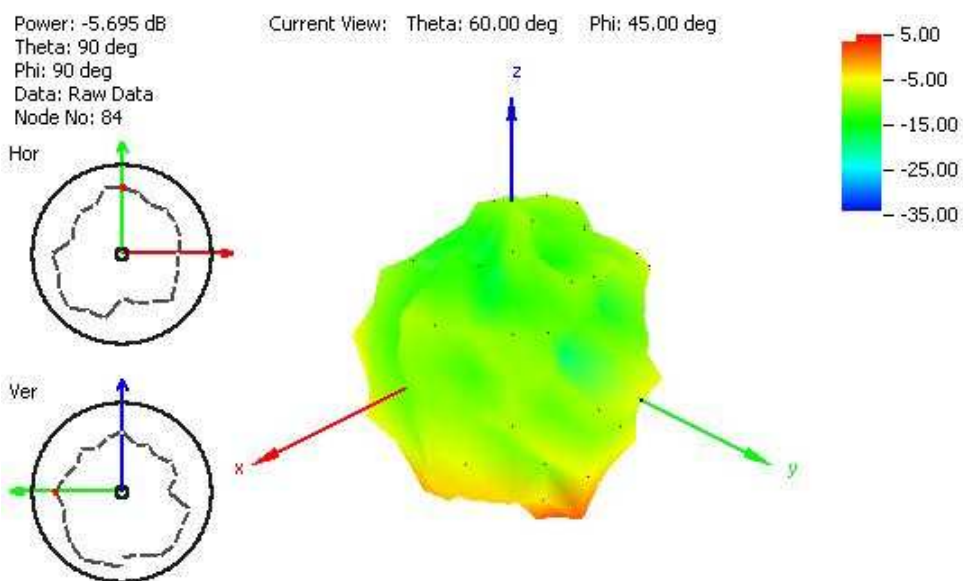 Power: -5.695 dB
Theta: 90 deg
Phi: 90 deg
Data: Raw Data
Node No: 84
Current View: Theta: 60.00 deg Phi: 45.00 deg
Hor
Ver
z
x
y
5.00
-5.00
-15.00
-25.00
-35.00